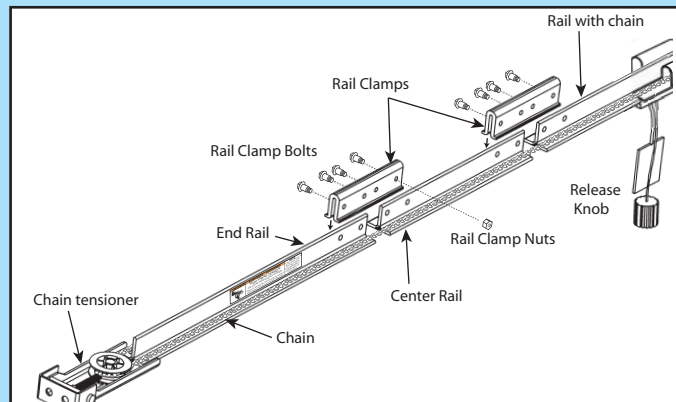 Rail with chain
Rail Clamps
Rail Clamp Bolts
Release
Knob
End Rail
Rail Clamp Nuts
Center Rail
Chain tensioner
Chain